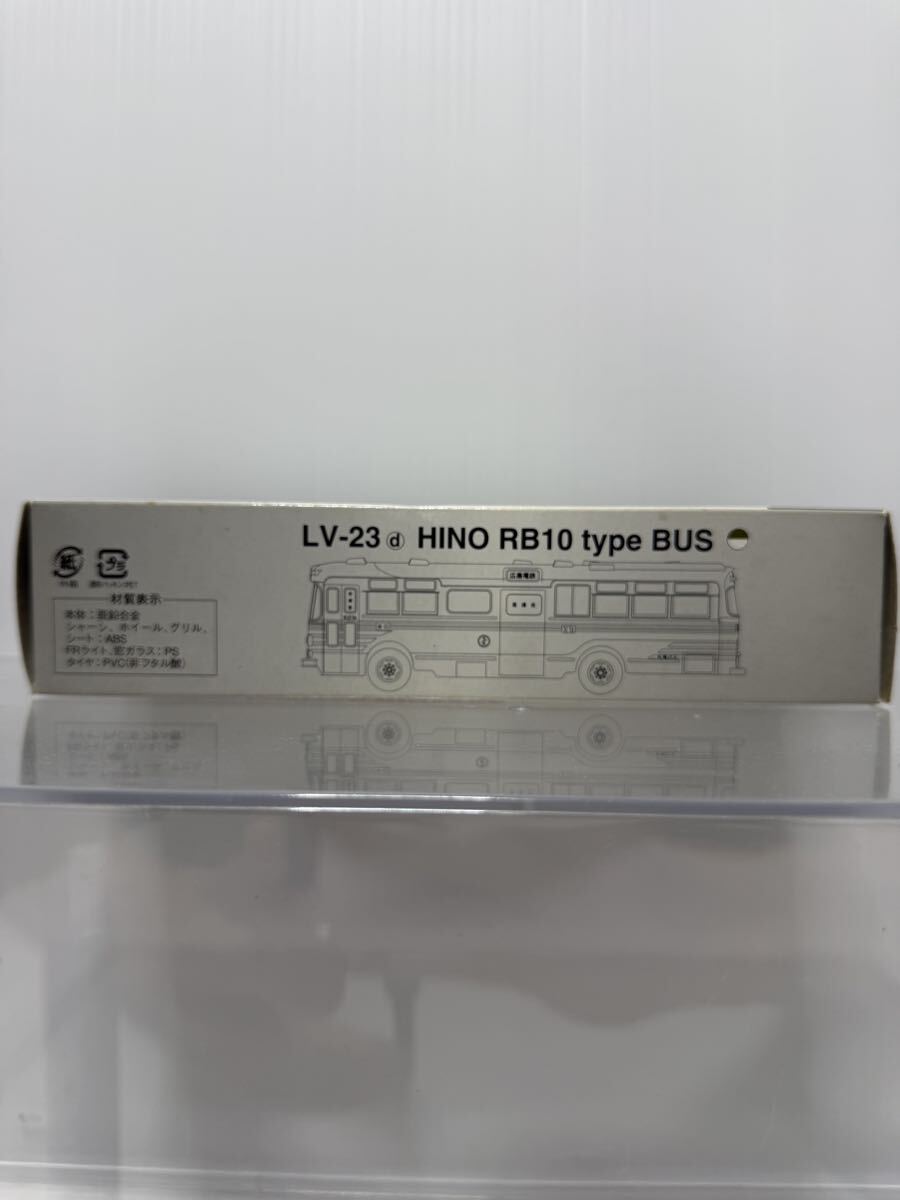 LV-23 ⓓ HINO RB10 type BUS
紙
プラ
材質表示
本体：亜鉛合金
シャーシ、ホイール、グリル、
シート：ABS
FRライト、窓ガラス：PS
タイヤ：PVC(非フタル酸)
広島電鉄
②